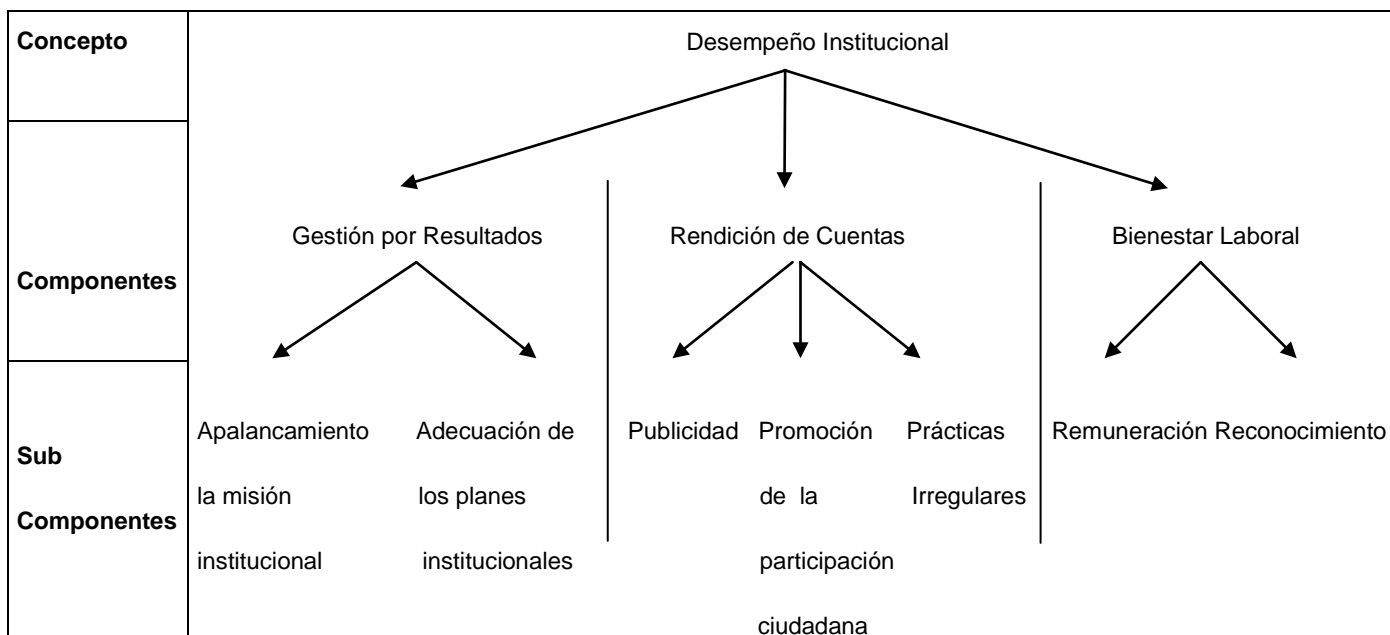 Concepto
Desempeño Institucional
Componentes
Gestión por Resultados
Rendición de Cuentas
Bienestar Laboral
Sub
Componentes
Apalancamiento
la misión
institucional
Adecuación de
los planes
institucionales
Publicidad
Promoción
de la
participación
ciudadana
Prácticas
Irregulares
Remuneración
Reconocimiento